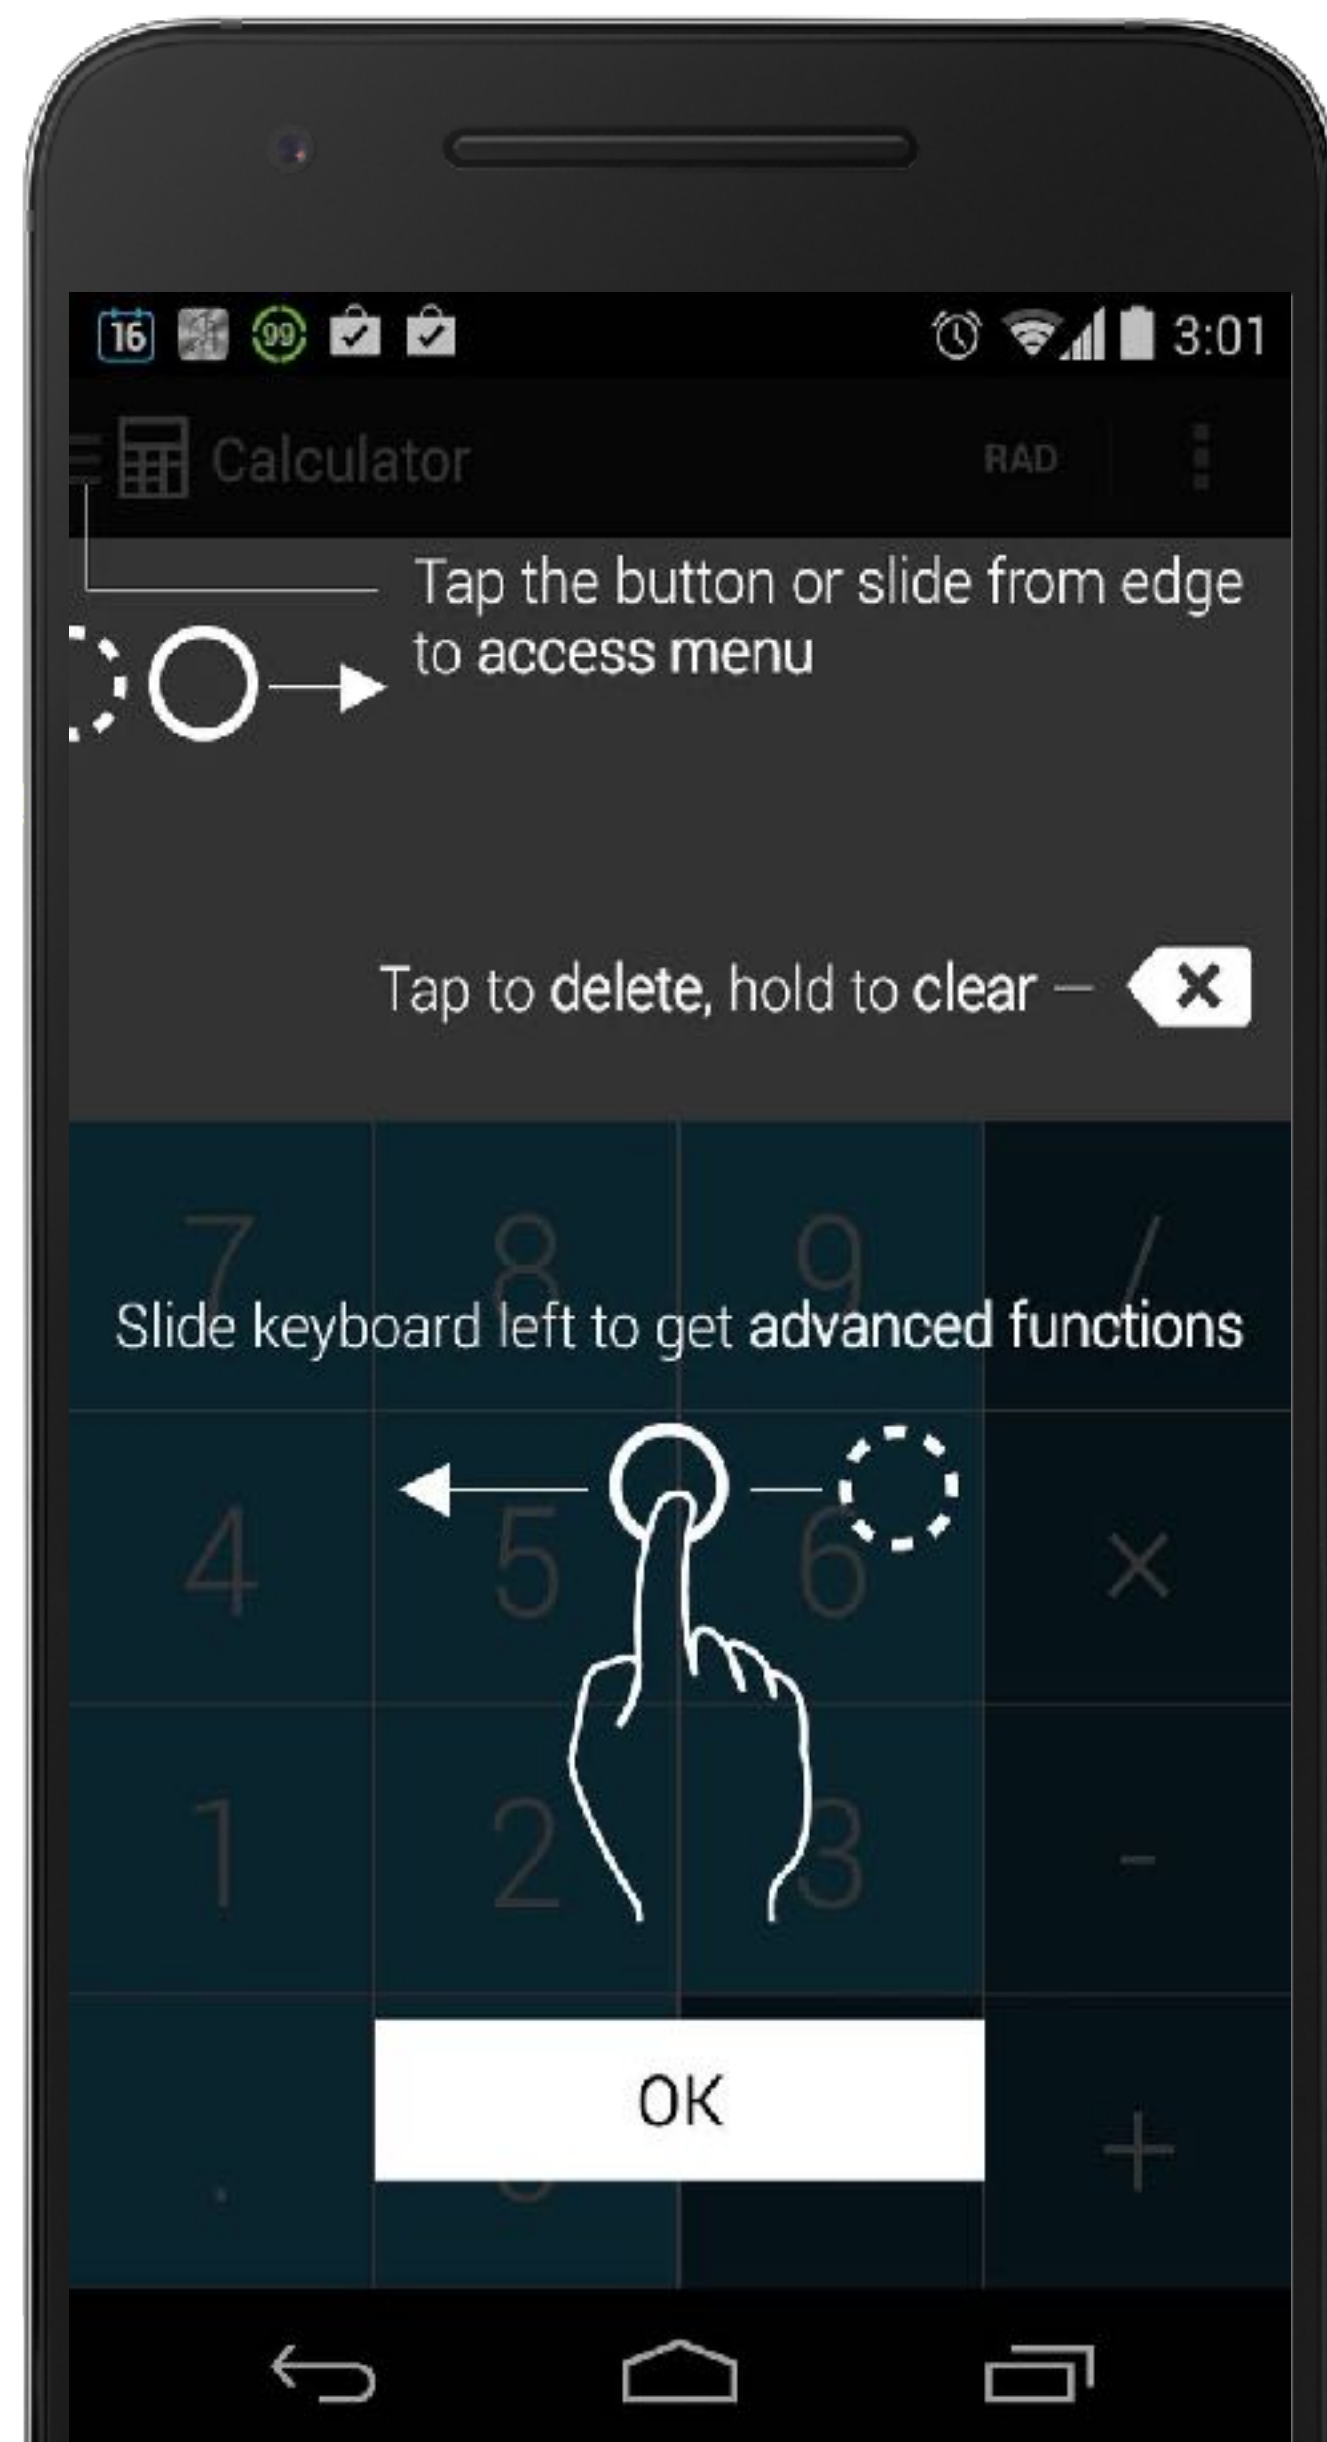 16 99 3:01
Calculator RAD
Tap the button or slide from edge
to access menu
Tap to delete, hold to clear –
7 8 9 /
Slide keyboard left to get advanced functions
4 5 6 ×
1 2 3 -
OK
. +